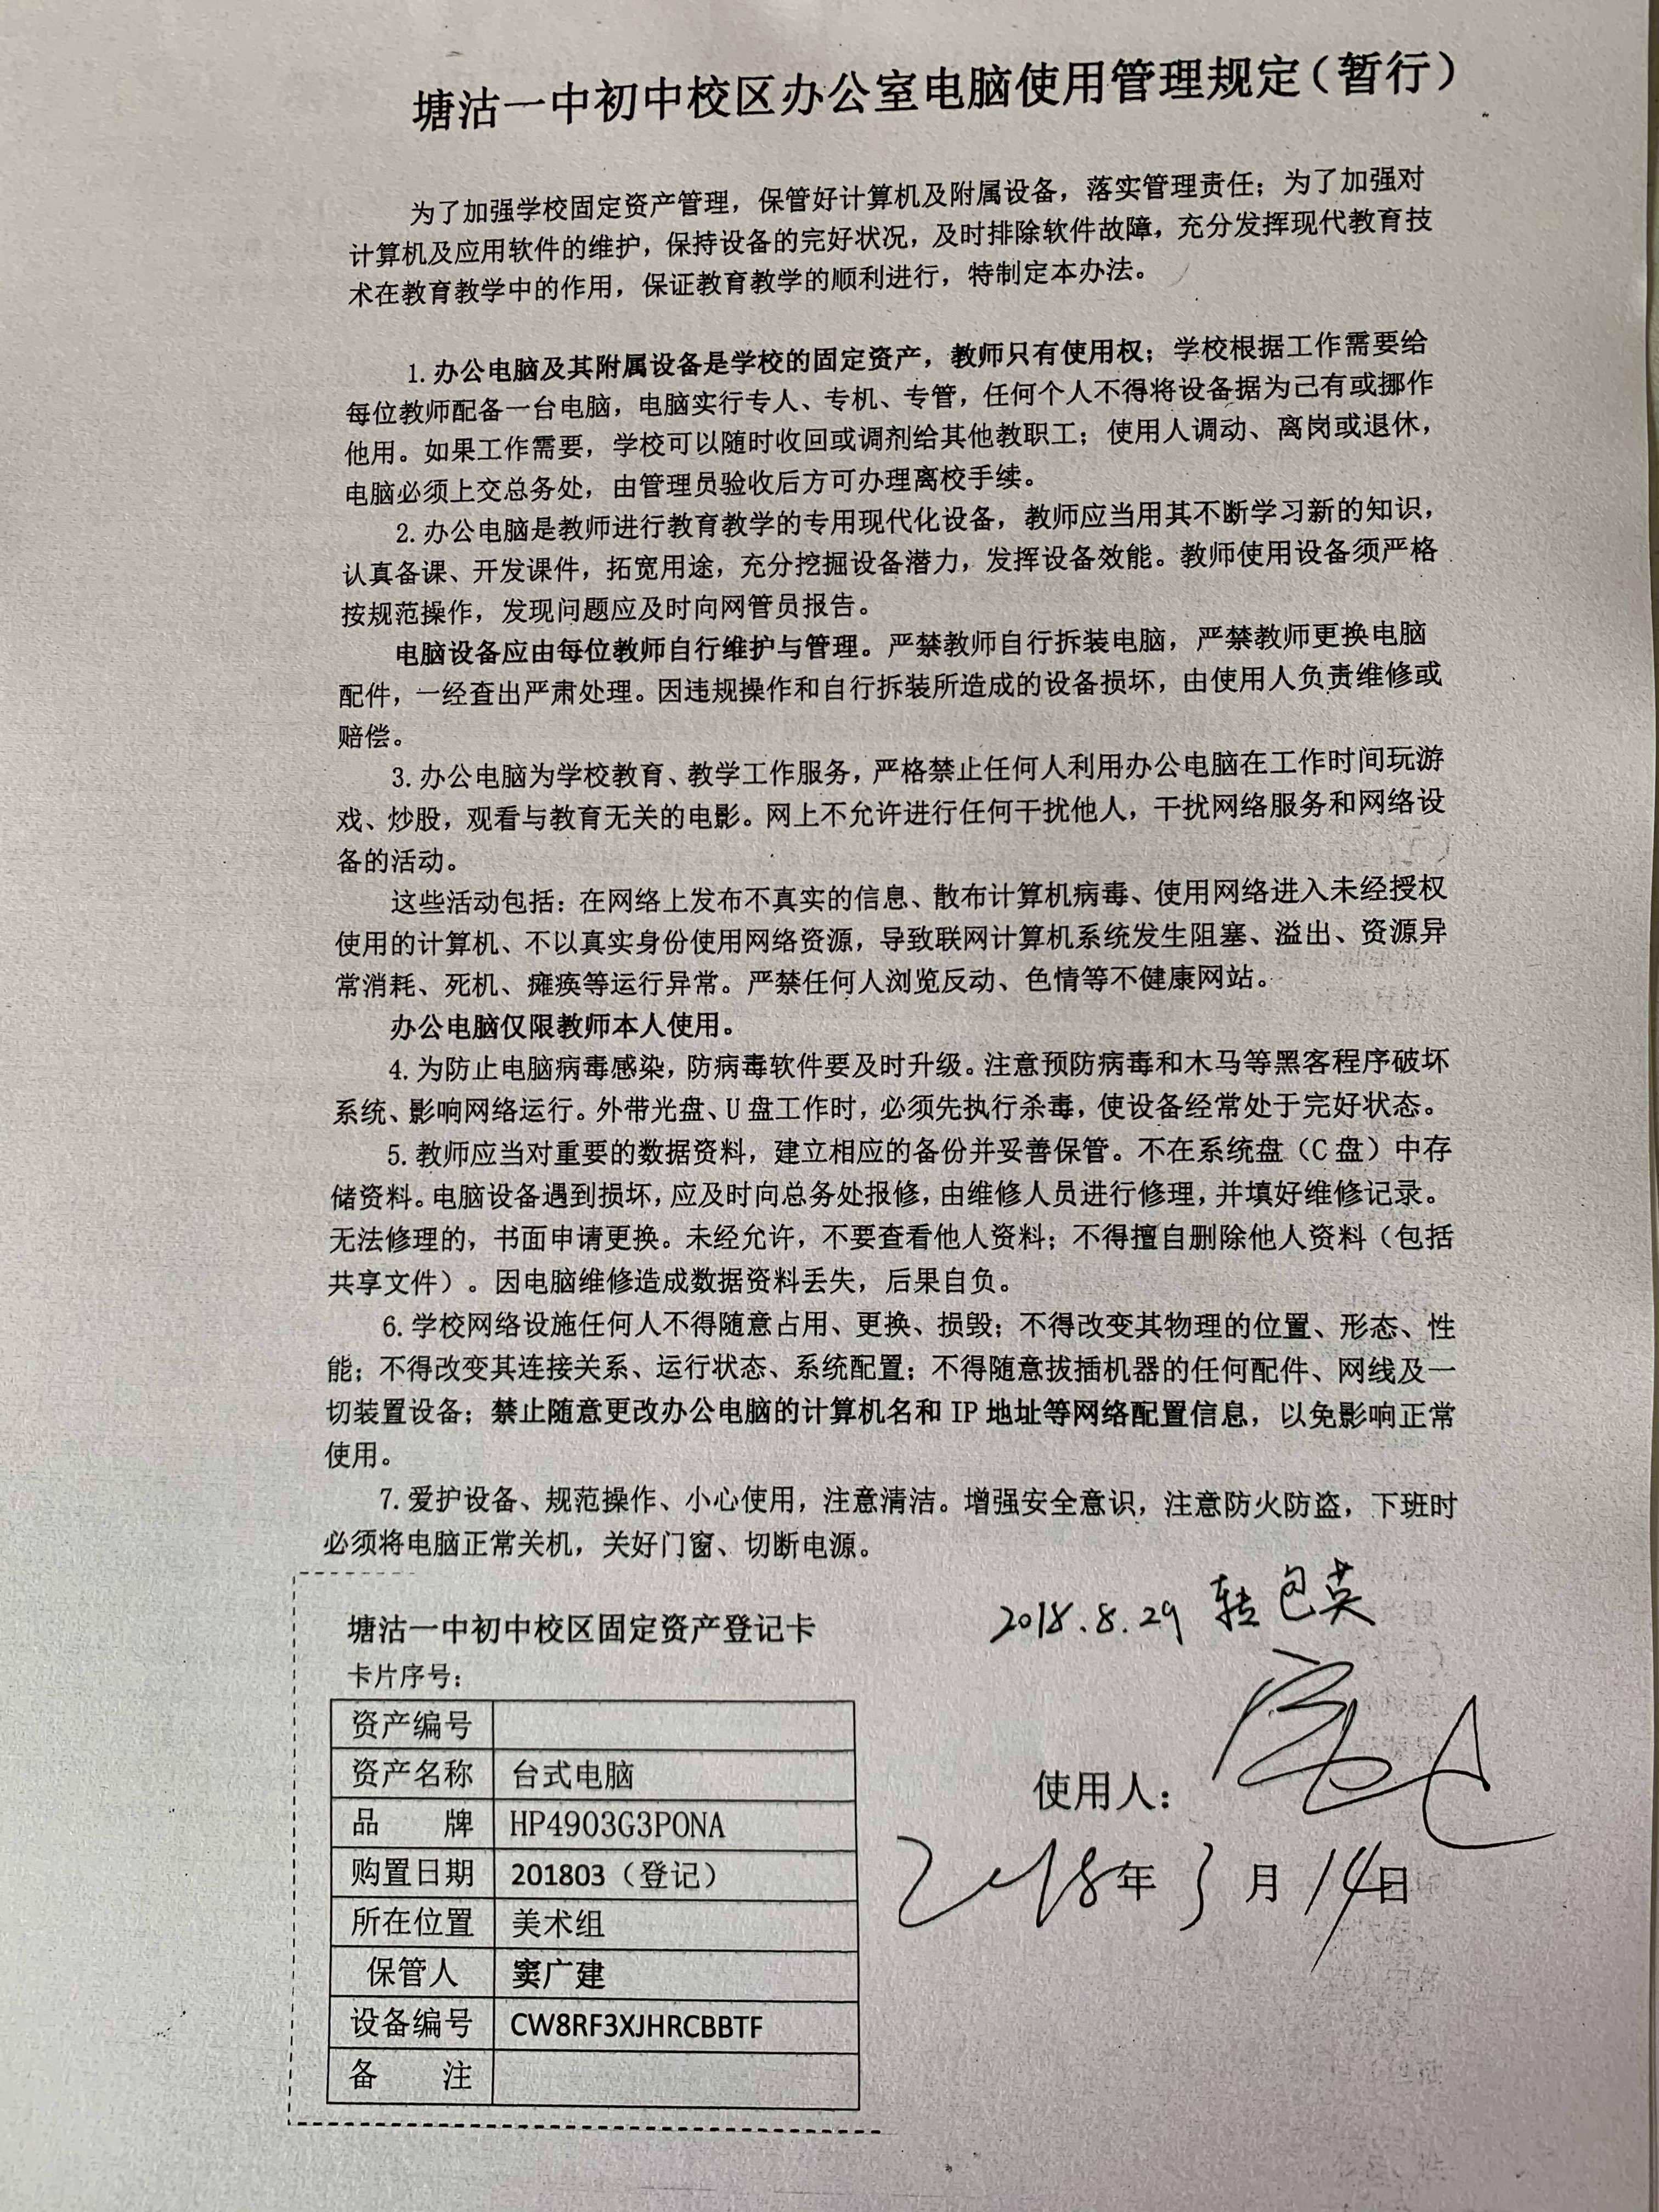 塘沽一中初中校区办公室电脑使用管理规定（暂行）
为了加强学校固定资产管理，保管好计算机及附属设备，落实管理责任；为了加强对
计算机及应用软件的维护，保持设备的完好状况，及时排除软件故障，充分发挥现代教育技
术在教育教学中的作用，保证教育教学的顺利进行，特制定本办法。
1.办公电脑及其附属设备是学校的固定资产，教师只有使用权；学校根据工作需要给
每位教师配备一台电脑，电脑实行专人、专机、专管，任何个人不得将设备据为己有或挪作
他用。如果工作需要，学校可以随时收回或调剂给其他教职工；使用人调动、离岗或退休，
电脑必须上交总务处，由管理员验收后方可办理离校手续。
2.办公电脑是教师进行教育教学的专用现代化设备，教师应当用其不断学习新的知识，
认真备课、开发课件，拓宽用途，充分挖掘设备潜力，发挥设备效能。教师使用设备须严格
按规范操作，发现问题应及时向网管员报告。
电脑设备应由每位教师自行维护与管理。严禁教师自行拆装电脑，严禁教师更换电脑
配件，一经查出严肃处理。因违规操作和自行拆装所造成的设备损坏，由使用人负责维修或
赔偿。
3.办公电脑为学校教育、教学工作服务，严格禁止任何人利用办公电脑在工作时间玩游
戏、炒股，观看与教育无关的电影。网上不允许进行任何干扰他人，干扰网络服务和网络设
备的活动。
这些活动包括：在网络上发布不真实的信息、散布计算机病毒、使用网络进入未经授权
使用的计算机、不以真实身份使用网络资源，导致联网计算机系统发生阻塞、溢出、资源异
常消耗、死机、瘫痪等运行异常。严禁任何人浏览反动、色情等不健康网站。
办公电脑仅限教师本人使用。
4.为防止电脑病毒感染，防病毒软件要及时升级。注意预防病毒和木马等黑客程序破坏
系统、影响网络运行。外带光盘、U盘工作时，必须先执行杀毒，使设备经常处于完好状态。
5.教师应当对重要的数据资料，建立相应的备份并妥善保管。不在系统盘（C盘）中存
储资料。电脑设备遇到损坏，应及时向总务处报修，由维修人员进行修理，并填好维修记录。
无法修理的，书面申请更换。未经允许，不要查看他人资料；不得擅自删除他人资料（包括
共享文件）。因电脑维修造成数据资料丢失，后果自负。
6.学校网络设施任何人不得随意占用、更换、损毁；不得改变其物理的位置、形态、性
能；不得改变其连接关系、运行状态、系统配置；不得随意拔插机器的任何配件、网线及一
切装置设备；禁止随意更改办公电脑的计算机名和IP地址等网络配置信息，以免影响正常
使用。
7.爱护设备、规范操作、小心使用，注意清洁。增强安全意识，注意防火防盗，下班时
必须将电脑正常关机，关好门窗、切断电源。
2018.8.29 转 包英
塘沽一中初中校区固定资产登记卡
卡片序号：
资产编号
资产名称 台式电脑
品 牌 HP4903G3PONA
购置日期 201803（登记）
所在位置 美术组
保管人 窦广建
设备编号 CW8RF3XJHRCBBTF
备 注
使用人：
2018年3月14日